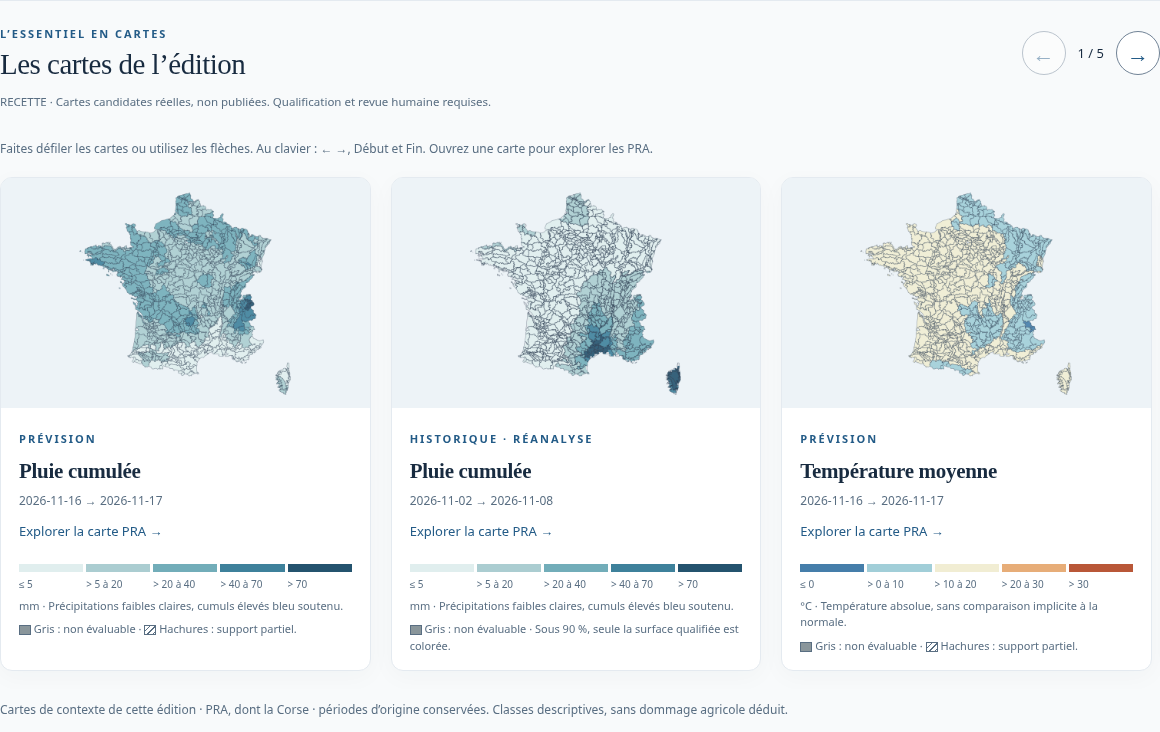 L’ESSENTIEL EN CARTES
Les cartes de l’édition
← 1 / 5 →
RECETTE · Cartes candidates réelles, non publiées. Qualification et revue humaine requises.
Faites défiler les cartes ou utilisez les flèches. Au clavier : ← →, Début et Fin. Ouvrez une carte pour explorer les PRA.
PRÉVISION
Pluie cumulée
2026-11-16 → 2026-11-17
Explorer la carte PRA →
≤ 5 > 5 à 20 > 20 à 40 > 40 à 70 > 70
mm · Précipitations faibles claires, cumuls élevés bleu soutenu.
Gris : non évaluable · Hachures : support partiel.
HISTORIQUE · RÉANALYSE
Pluie cumulée
2026-11-02 → 2026-11-08
Explorer la carte PRA →
≤ 5 > 5 à 20 > 20 à 40 > 40 à 70 > 70
mm · Précipitations faibles claires, cumuls élevés bleu soutenu.
Gris : non évaluable · Sous 90 %, seule la surface qualifiée est
colorée.
PRÉVISION
Température moyenne
2026-11-16 → 2026-11-17
Explorer la carte PRA →
≤ 0 > 0 à 10 > 10 à 20 > 20 à 30 > 30
°C · Température absolue, sans comparaison implicite à la
normale.
Gris : non évaluable · Hachures : support partiel.
Cartes de contexte de cette édition · PRA, dont la Corse · périodes d’origine conservées. Classes descriptives, sans dommage agricole déduit.